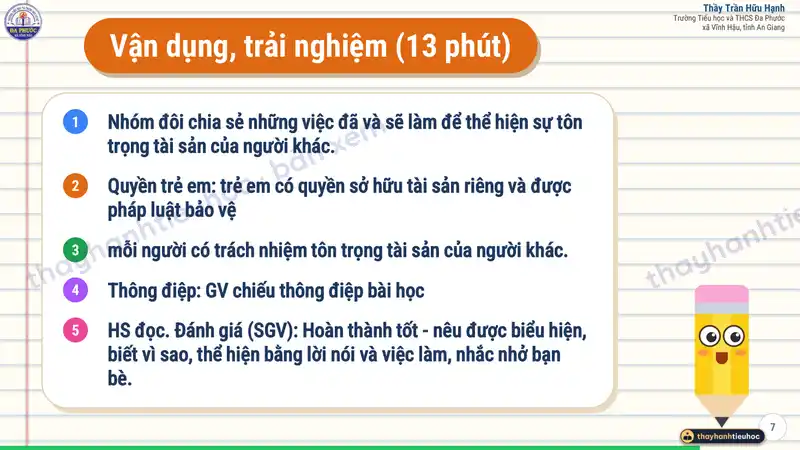 Thầy Trần Hữu Hạnh
Trường Tiểu học và THCS Đa Phước
xã Vĩnh Hậu, tỉnh An Giang
ĐA PHƯỚC
Vận dụng, trải nghiệm (13 phút)
1 Nhóm đôi chia sẻ những việc đã và sẽ làm để thể hiện sự tôn
trọng tài sản của người khác.
2 Quyền trẻ em: trẻ em có quyền sở hữu tài sản riêng và được
pháp luật bảo vệ
3 mỗi người có trách nhiệm tôn trọng tài sản của người khác.
4 Thông điệp: GV chiếu thông điệp bài học
5 HS đọc. Đánh giá (SGV): Hoàn thành tốt - nêu được biểu hiện,
biết vì sao, thể hiện bằng lời nói và việc làm, nhắc nhở bạn
bè.
thayhanhtieuhoc · bản xem
thayhanhtie
thayhanhtieuhoc
7